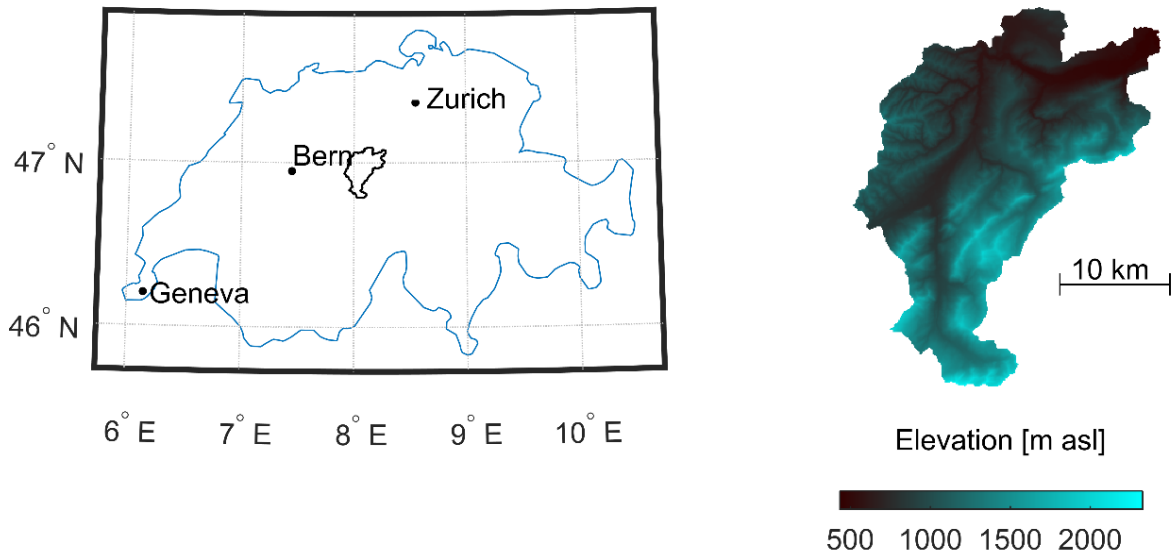 Zurich
47° N
Bern
Geneva
46° N
6° E 7° E 8° E 9° E 10° E
10 km
Elevation [m asl]
500 1000 1500 2000